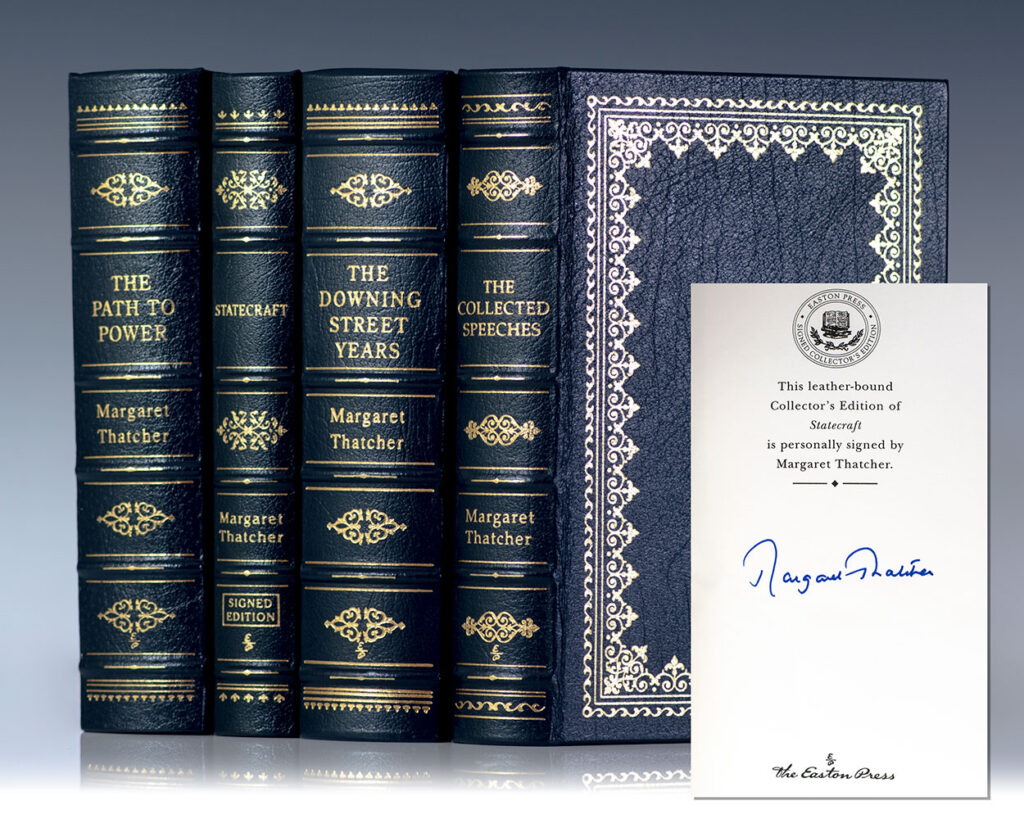 THE
PATH TO
POWER
Margaret
Thatcher
STATECRAFT
Margaret
Thatcher
SIGNED
EDITION
THE
DOWNING
STREET
YEARS
Margaret
Thatcher
THE
COLLECTED
SPEECHES
Margaret
Thatcher
EASTON PRESS
SIGNED COLLECTOR'S EDITION
This leather-bound
Collector's Edition of
Statecraft
is personally signed by
Margaret Thatcher.
Margaret Thatcher
The Easton Press